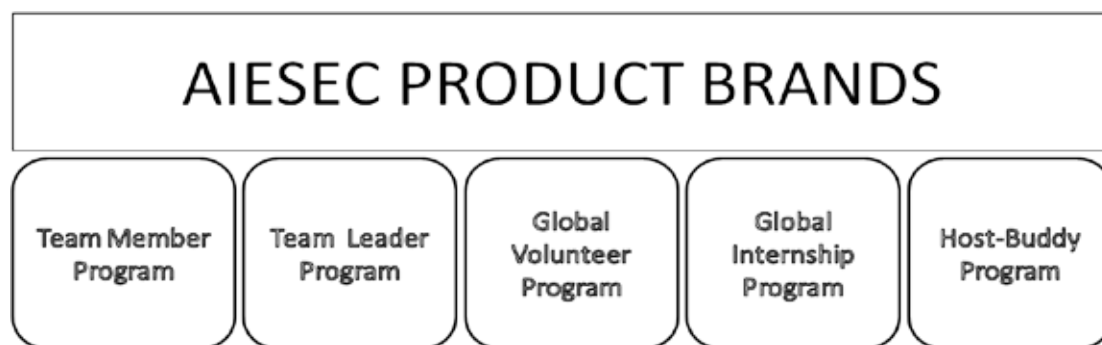 AIESEC PRODUCT BRANDS
Team Member
Program
Team Leader
Program
Global
Volunteer
Program
Global
Internship
Program
Host-Buddy
Program